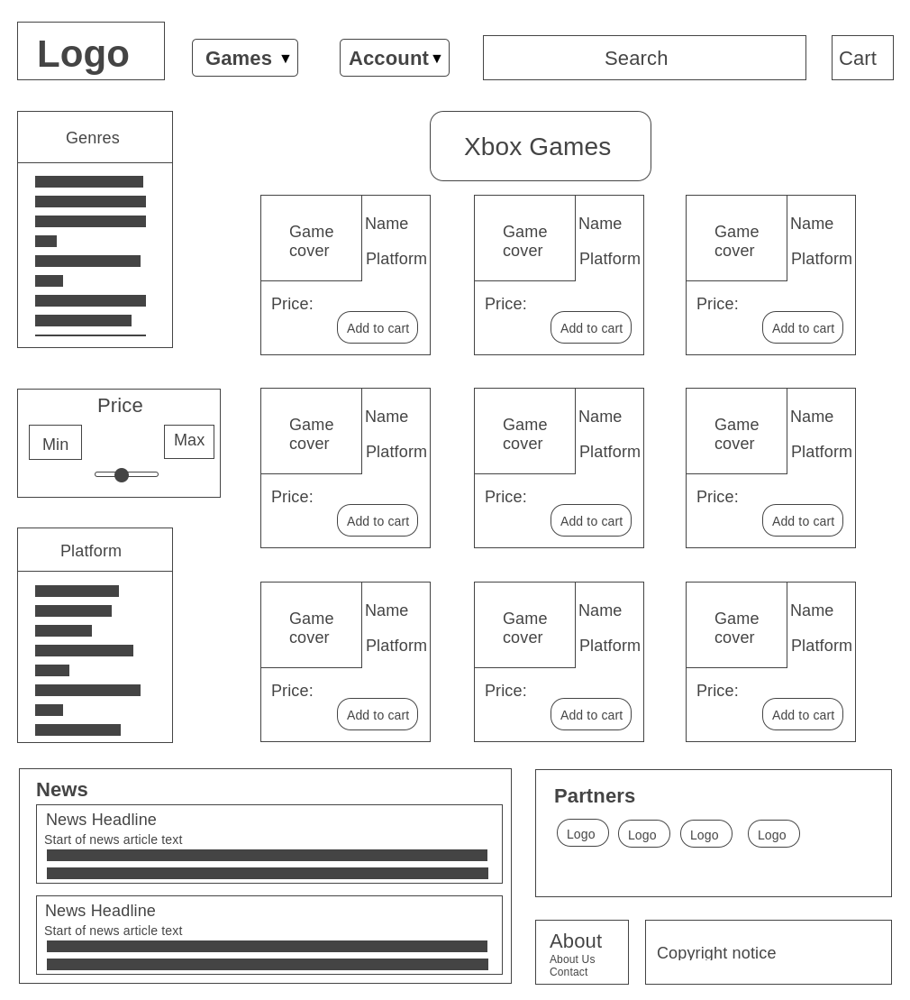 Logo
Games ▼
Account ▼
Search
Cart
Genres
Xbox Games
Game
cover
Name
Platform
Price:
Add to cart
Game
cover
Name
Platform
Price:
Add to cart
Game
cover
Name
Platform
Price:
Add to cart
Price
Min
Max
Game
cover
Name
Platform
Price:
Add to cart
Game
cover
Name
Platform
Price:
Add to cart
Game
cover
Name
Platform
Price:
Add to cart
Platform
Game
cover
Name
Platform
Price:
Add to cart
Game
cover
Name
Platform
Price:
Add to cart
Game
cover
Name
Platform
Price:
Add to cart
News
News Headline
Start of news article text
News Headline
Start of news article text
Partners
Logo
Logo
Logo
Logo
About
About Us
Contact
Copyright notice